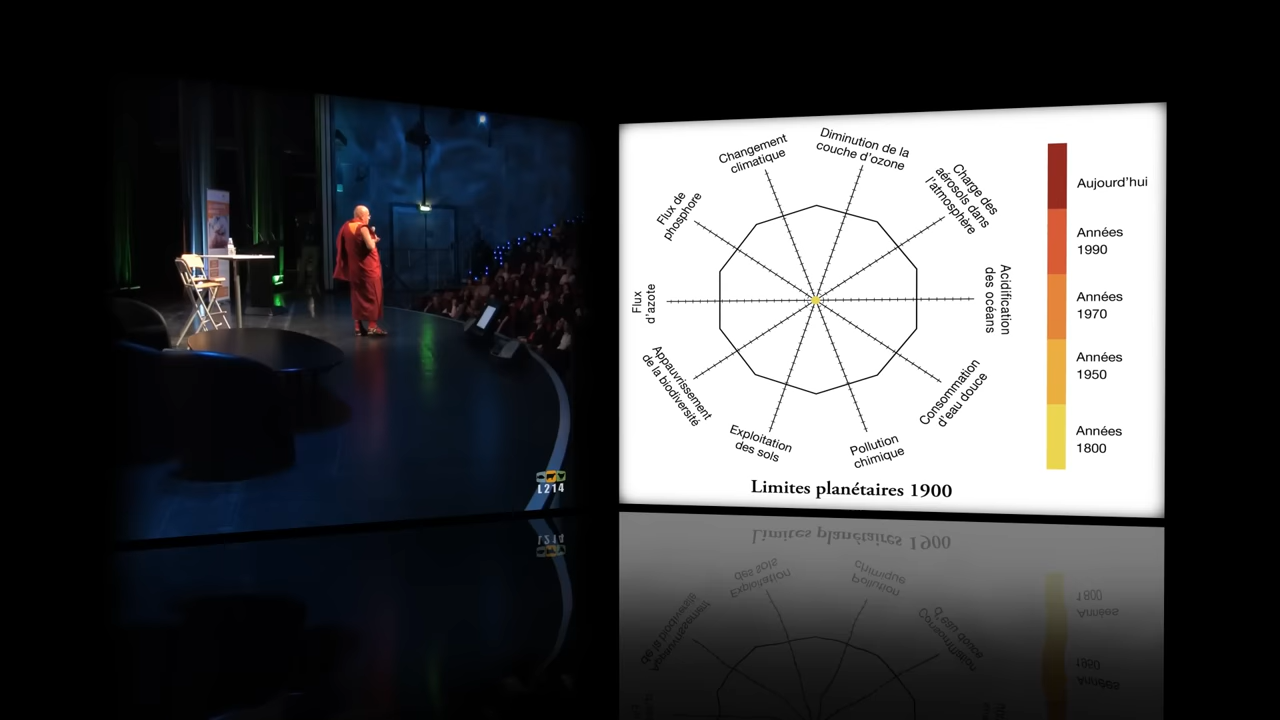 L214
Changement
climatique
Diminution de la
couche d'ozone
Charge des
aérosols dans
l'atmosphère
Acidification
des océans
Consommation
d'eau douce
Pollution
chimique
Exploitation
des sols
Appauvrissement
de la biodiversité
Flux
d'azote
Flux de
phosphore
Aujourd'hui
Années
1990
Années
1970
Années
1950
Années
1800
Limites planétaires 1900